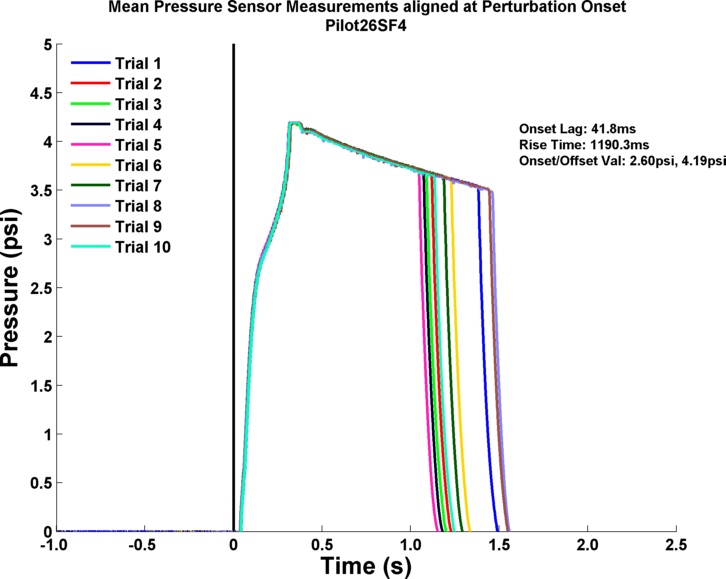 Mean Pressure Sensor Measurements aligned at Perturbation Onset
Pilot26SF4
5
4.5
4
3.5
3
2.5
2
1.5
1
0.5
0
Pressure (psi)
Trial 1
Trial 2
Trial 3
Trial 4
Trial 5
Trial 6
Trial 7
Trial 8
Trial 9
Trial 10
Onset Lag: 41.8ms
Rise Time: 1190.3ms
Onset/Offset Val: 2.60psi, 4.19psi
-1.0 -0.5 0 0.5 1.0 1.5 2.0 2.5
Time (s)